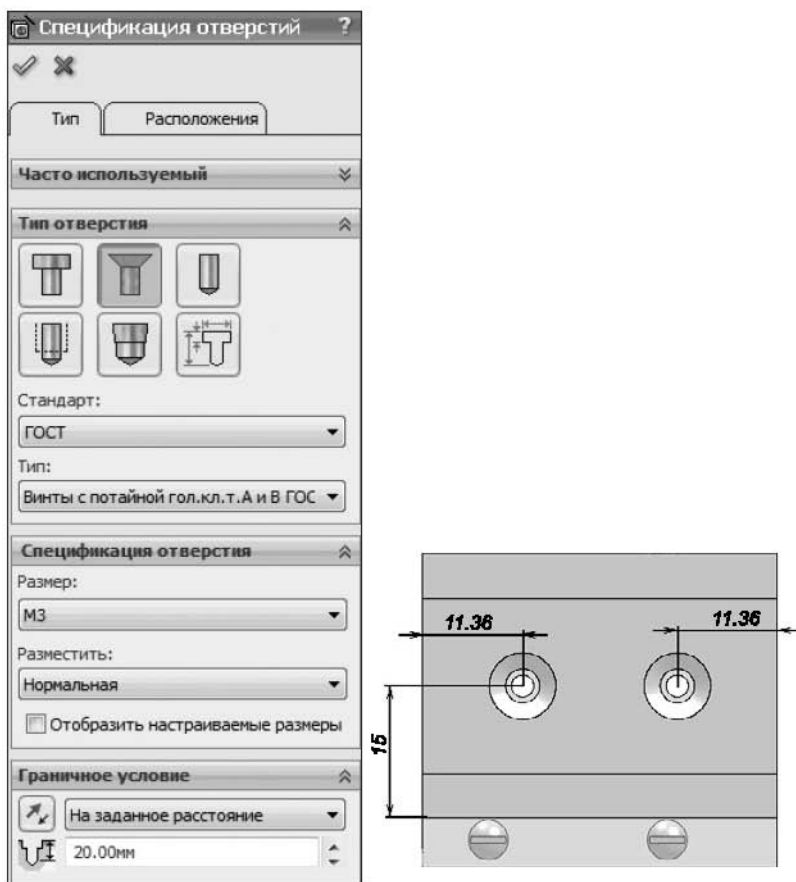 Спецификация отверстий ?
Тип Расположения
Часто используемый
Тип отверстия
Стандарт:
ГОСТ
Тип:
Винты с потайной гол.кл.т.А и В ГОС
Спецификация отверстия
Размер:
М3
Разместить:
Нормальная
Отобразить настраиваемые размеры
Граничное условие
На заданное расстояние
20.00мм
11.36 11.36
15